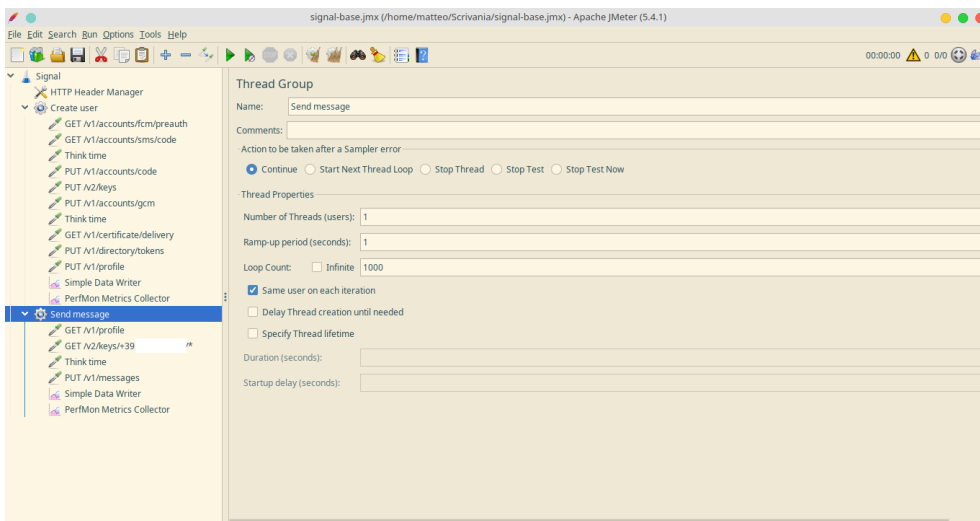 signal-base.jmx (/home/matteo/Scrivania/signal-base.jmx) - Apache JMeter (5.4.1)
File Edit Search Run Options Tools Help
00:00:00 0 0/0
Signal
HTTP Header Manager
Create user
GET /v1/accounts/fcm/preauth
GET /v1/accounts/sms/code
Think time
PUT /v1/accounts/code
PUT /v2/keys
PUT /v1/accounts/gcm
Think time
GET /v1/certificate/delivery
PUT /v1/directory/tokens
PUT /v1/profile
Simple Data Writer
PerfMon Metrics Collector
Send message
GET /v1/profile
GET /v2/keys/+39 /*
Think time
PUT /v1/messages
Simple Data Writer
PerfMon Metrics Collector
Thread Group
Name: Send message
Comments:
Action to be taken after a Sampler error
Continue Start Next Thread Loop Stop Thread Stop Test Stop Test Now
Thread Properties
Number of Threads (users): 1
Ramp-up period (seconds): 1
Loop Count: Infinite 1000
Same user on each iteration
Delay Thread creation until needed
Specify Thread lifetime
Duration (seconds):
Startup delay (seconds):